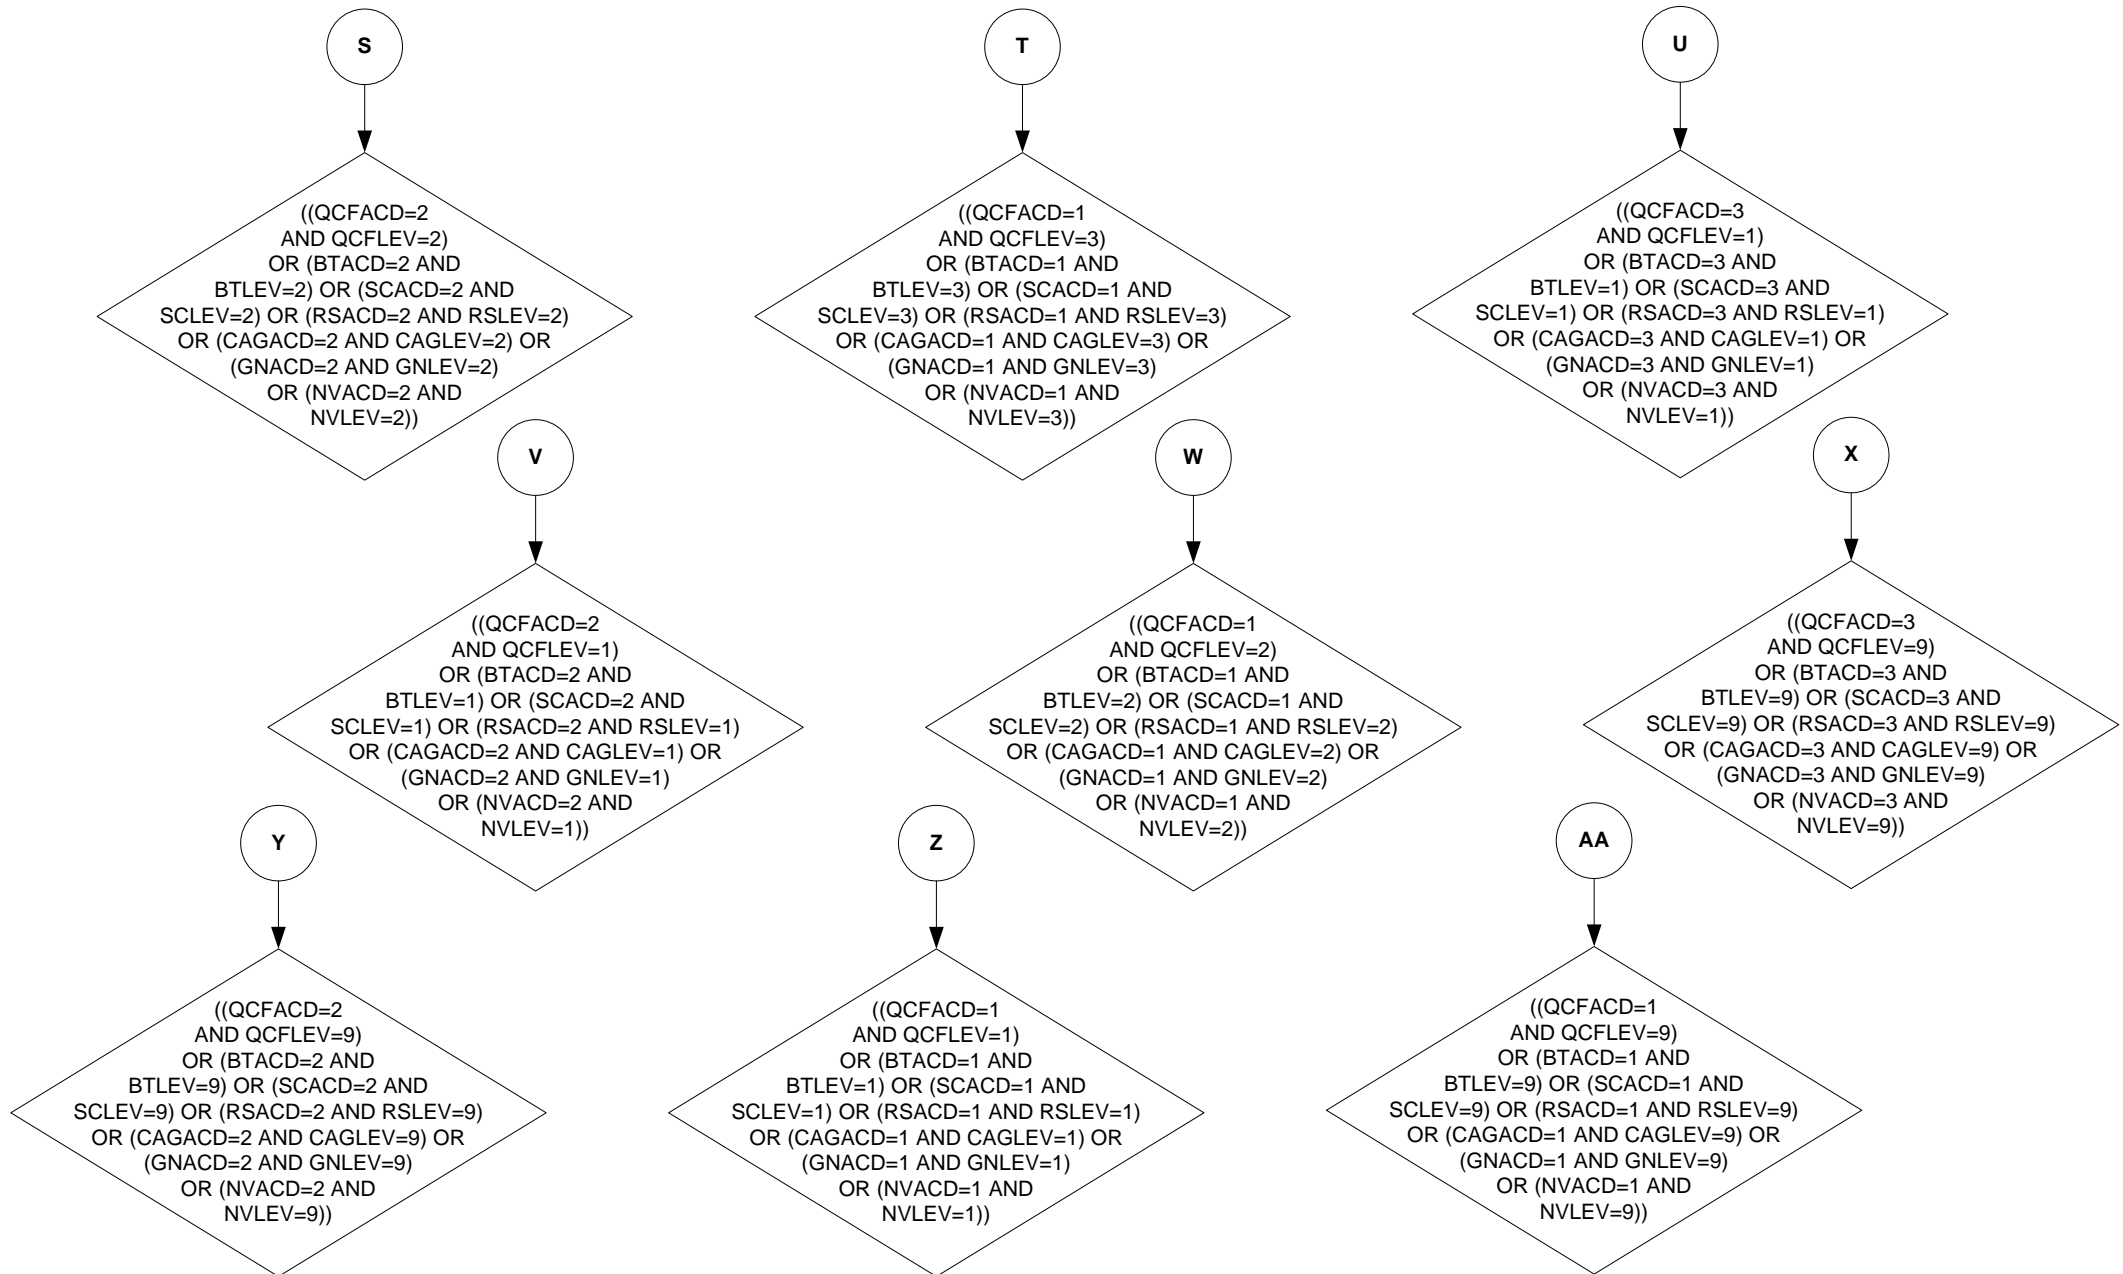 S
((QCFACD=2
AND QCFLEV=2)
OR (BTACD=2 AND
BTLEV=2) OR (SCACD=2 AND
SCLEV=2) OR (RSACD=2 AND RSLEV=2)
OR (CAGACD=2 AND CAGLEV=2) OR
(GNACD=2 AND GNLEV=2)
OR (NVACD=2 AND
NVLEV=2))
T
((QCFACD=1
AND QCFLEV=3)
OR (BTACD=1 AND
BTLEV=3) OR (SCACD=1 AND
SCLEV=3) OR (RSACD=1 AND RSLEV=3)
OR (CAGACD=1 AND CAGLEV=3) OR
(GNACD=1 AND GNLEV=3)
OR (NVACD=1 AND
NVLEV=3))
U
((QCFACD=3
AND QCFLEV=1)
OR (BTACD=3 AND
BTLEV=1) OR (SCACD=3 AND
SCLEV=1) OR (RSACD=3 AND RSLEV=1)
OR (CAGACD=3 AND CAGLEV=1) OR
(GNACD=3 AND GNLEV=1)
OR (NVACD=3 AND
NVLEV=1))
V
((QCFACD=2
AND QCFLEV=1)
OR (BTACD=2 AND
BTLEV=1) OR (SCACD=2 AND
SCLEV=1) OR (RSACD=2 AND RSLEV=1)
OR (CAGACD=2 AND CAGLEV=1) OR
(GNACD=2 AND GNLEV=1)
OR (NVACD=2 AND
NVLEV=1))
W
((QCFACD=1
AND QCFLEV=2)
OR (BTACD=1 AND
BTLEV=2) OR (SCACD=1 AND
SCLEV=2) OR (RSACD=1 AND RSLEV=2)
OR (CAGACD=1 AND CAGLEV=2) OR
(GNACD=1 AND GNLEV=2)
OR (NVACD=1 AND
NVLEV=2))
X
((QCFACD=3
AND QCFLEV=9)
OR (BTACD=3 AND
BTLEV=9) OR (SCACD=3 AND
SCLEV=9) OR (RSACD=3 AND RSLEV=9)
OR (CAGACD=3 AND CAGLEV=9) OR
(GNACD=3 AND GNLEV=9)
OR (NVACD=3 AND
NVLEV=9))
Y
((QCFACD=2
AND QCFLEV=9)
OR (BTACD=2 AND
BTLEV=9) OR (SCACD=2 AND
SCLEV=9) OR (RSACD=2 AND RSLEV=9)
OR (CAGACD=2 AND CAGLEV=9) OR
(GNACD=2 AND GNLEV=9)
OR (NVACD=2 AND
NVLEV=9))
Z
((QCFACD=1
AND QCFLEV=1)
OR (BTACD=1 AND
BTLEV=1) OR (SCACD=1 AND
SCLEV=1) OR (RSACD=1 AND RSLEV=1)
OR (CAGACD=1 AND CAGLEV=1) OR
(GNACD=1 AND GNLEV=1)
OR (NVACD=1 AND
NVLEV=1))
AA
((QCFACD=1
AND QCFLEV=9)
OR (BTACD=1 AND
BTLEV=9) OR (SCACD=1 AND
SCLEV=9) OR (RSACD=1 AND RSLEV=9)
OR (CAGACD=1 AND CAGLEV=9) OR
(GNACD=1 AND GNLEV=9)
OR (NVACD=1 AND
NVLEV=9))